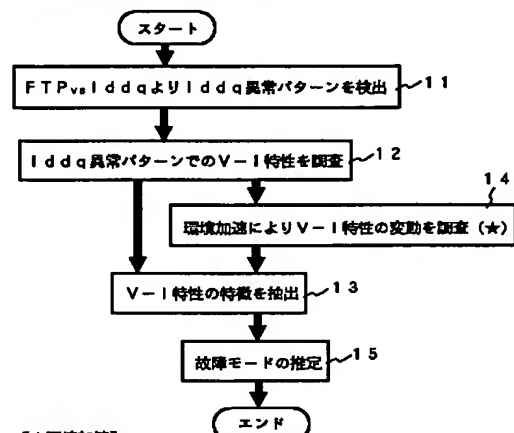 スタート
FTPvsIddqよりIddq異常パターンを検出
11
Iddq異常パターンでのV-I特性を調査
12
14
環境加速によりV-I特性の変動を調査(★)
V-I特性の特徴を抽出
13
故障モードの推定
15
エンド